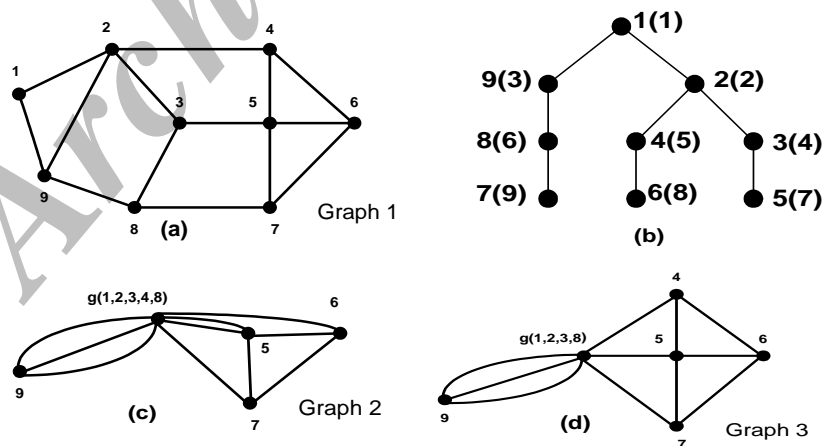 Arch
2
4
1
3
5
6
9
8
7
(a)
Graph 1
1(1)
9(3)
2(2)
8(6)
4(5)
3(4)
7(9)
6(8)
5(7)
(b)
g(1,2,3,4,8)
6
5
9
7
(c)
Graph 2
4
g(1,2,3,8)
5
6
9
7
(d)
Graph 3